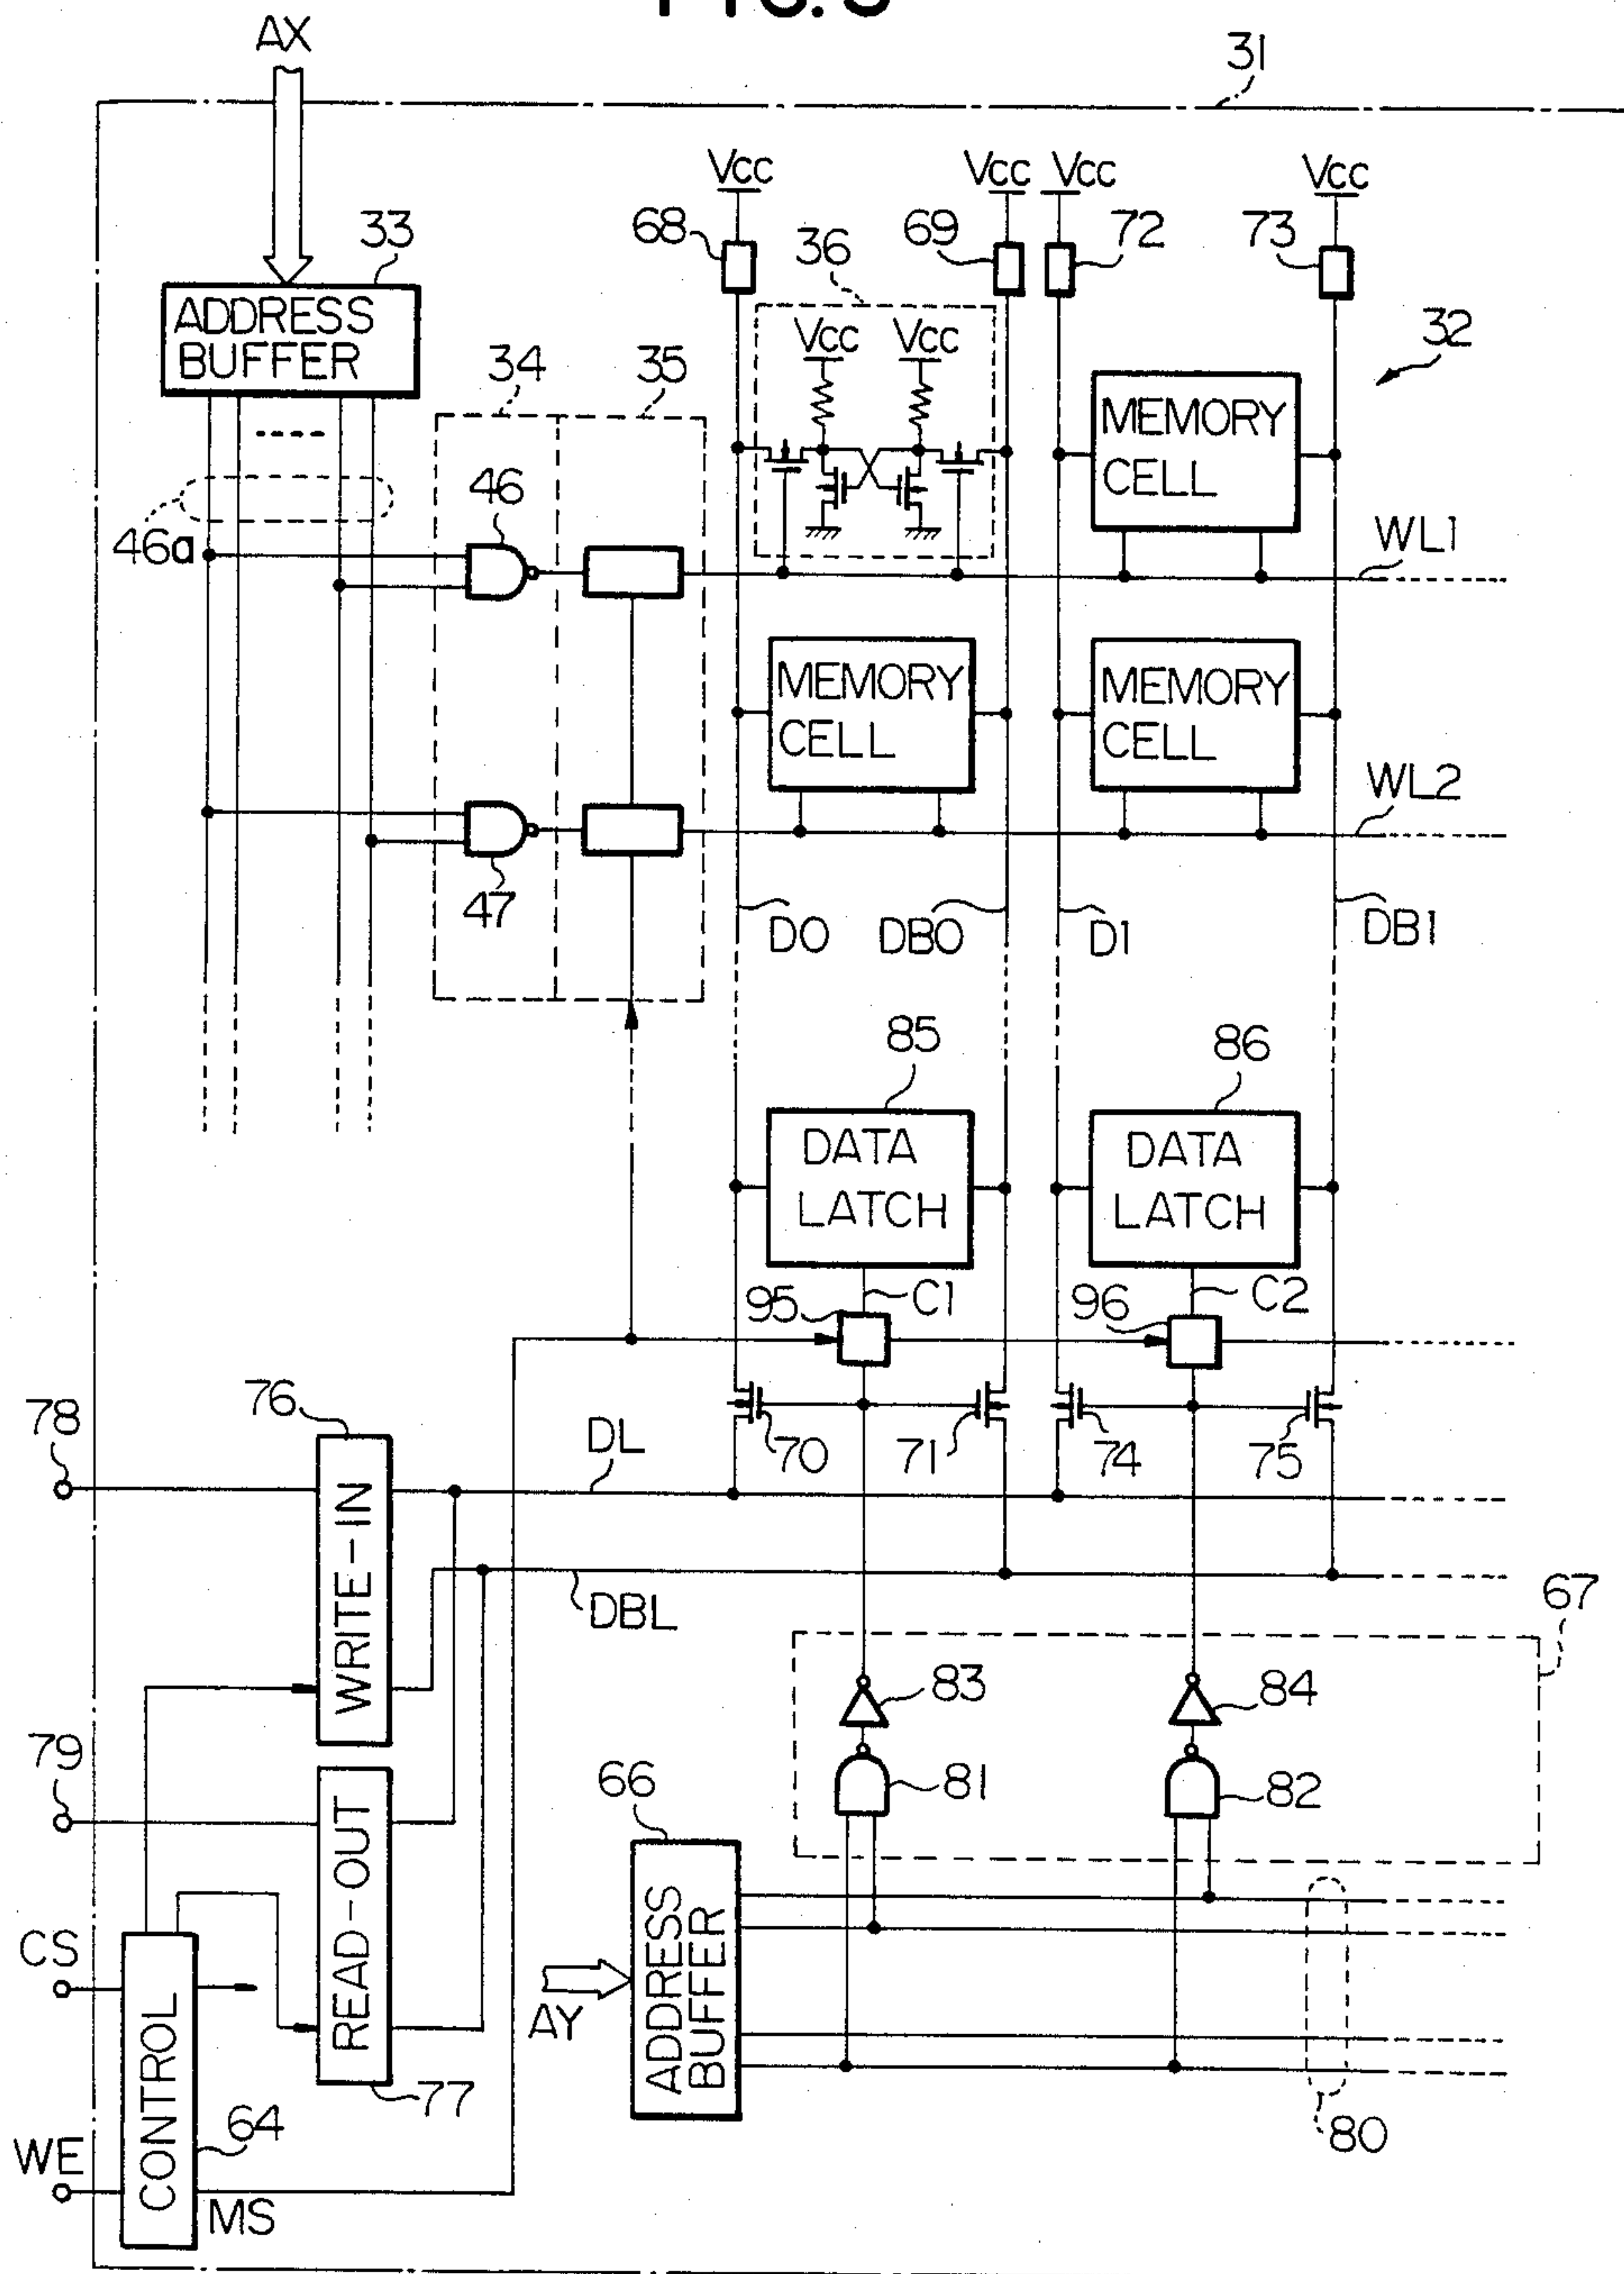 AX
31
Vcc Vcc Vcc Vcc
68 36 69 72 73
33
ADDRESS
BUFFER
Vcc Vcc
32
34 35
MEMORY
CELL
46
46a
WL1
MEMORY
CELL
MEMORY
CELL
WL2
47
D0 DB0 D1 DB1
85 86
DATA
LATCH
DATA
LATCH
95 C1 96 C2
76
78
70 71 74 75
DL
WRITE-IN
DBL
67
83 84
79
66 81 82
READ-OUT
ADDRESS
BUFFER
CS
AY
CONTROL
77
64
80
WE
MS